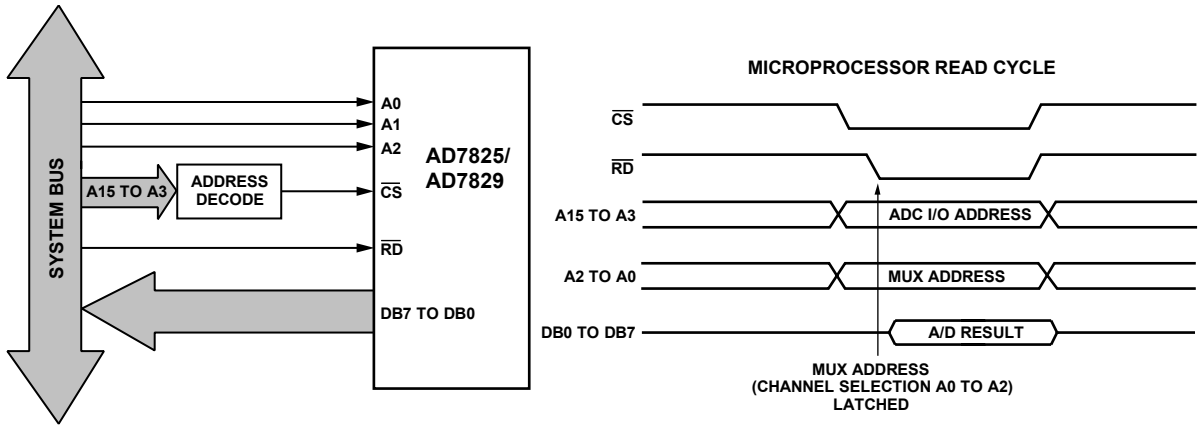 SYSTEM BUS
A15 TO A3
ADDRESS
DECODE
A0
A1
A2
CS
RD
DB7 TO DB0
AD7825/
AD7829
MICROPROCESSOR READ CYCLE
CS
RD
A15 TO A3
ADC I/O ADDRESS
A2 TO A0
MUX ADDRESS
DB0 TO DB7
A/D RESULT
MUX ADDRESS
(CHANNEL SELECTION A0 TO A2)
LATCHED